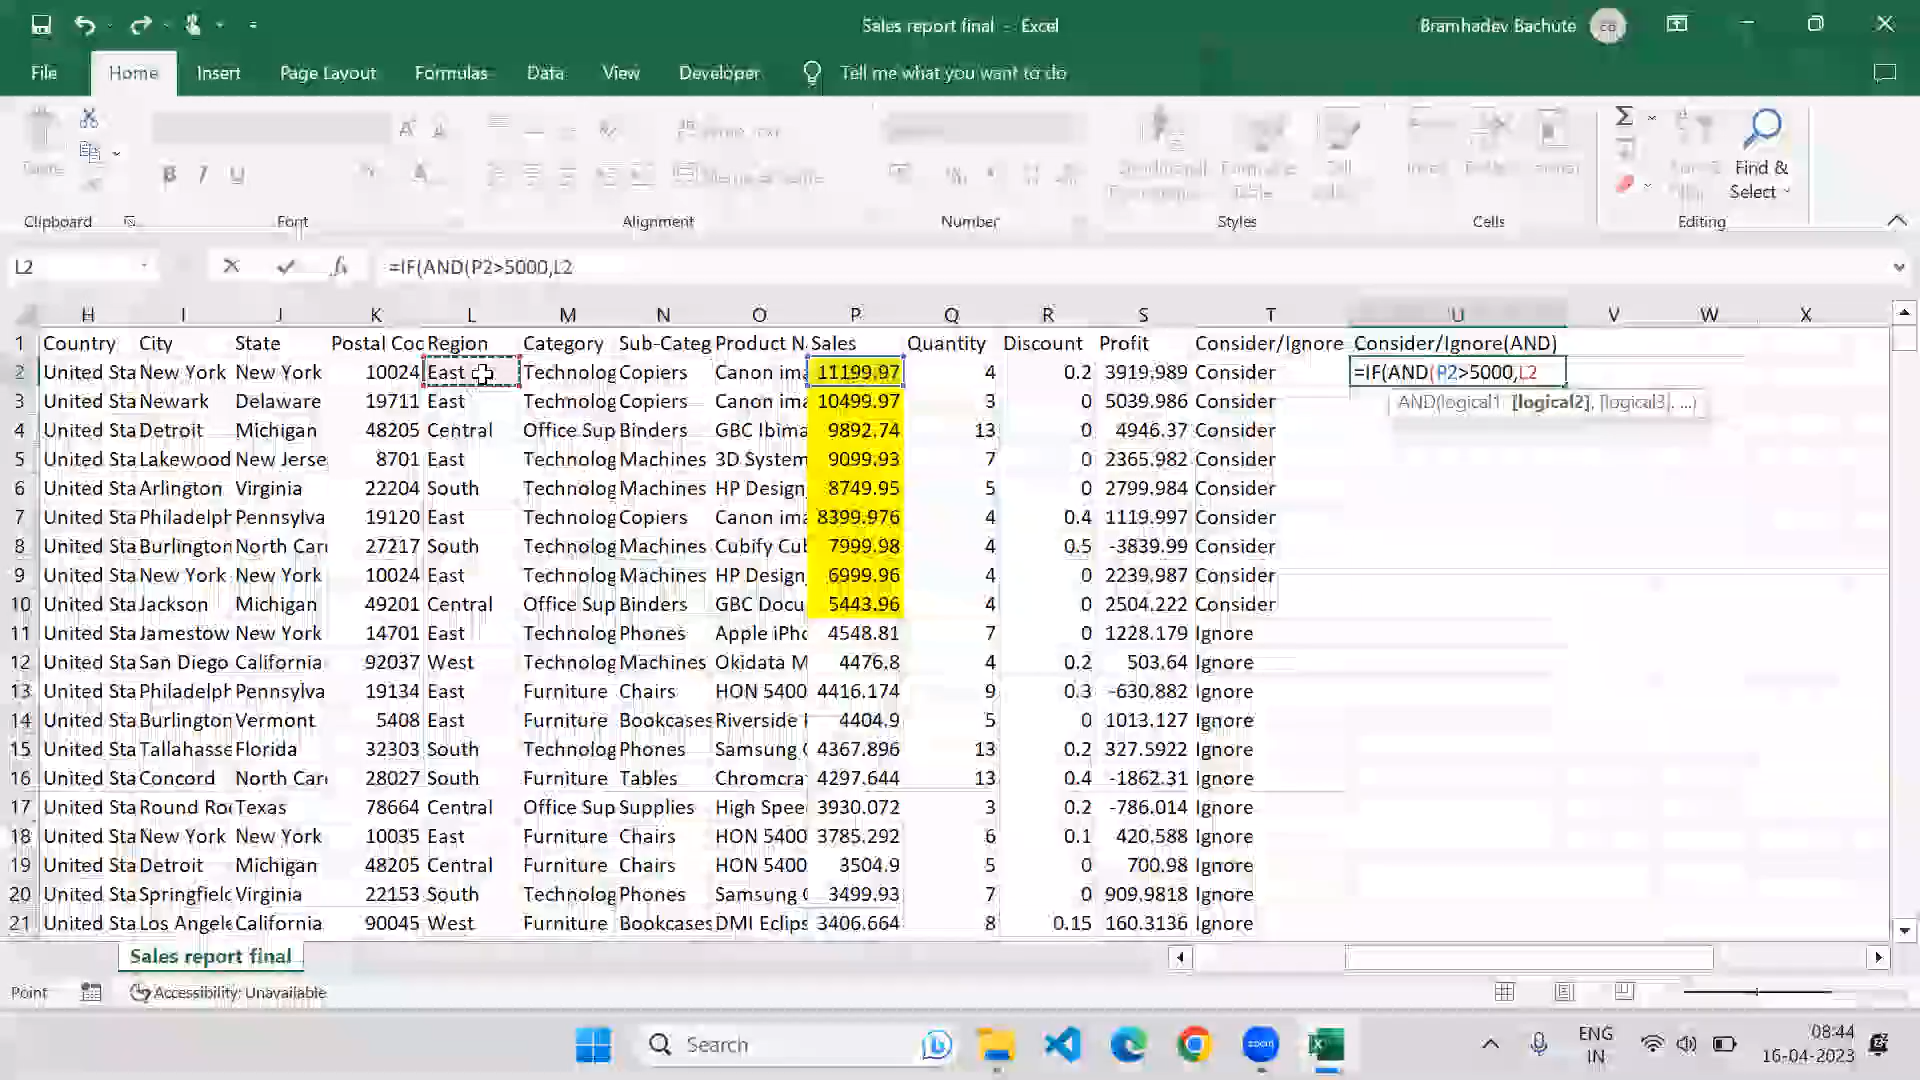 Sales report final - Excel
Bramhadev Bachute
File Home Insert Page Layout Formulas Data View Developer Tell me what you want to do
Find & Select
Clipboard Font Alignment Number Styles Cells Editing
L2 =IF(AND(P2>5000,L2
H I J K L M N O P Q R S T U V W X
1 Country City State Postal Coc Region Category Sub-Categ Product N Sales Quantity Discount Profit Consider/Ignore Consider/Ignore(AND)
2 United Sta New York New York 10024 East Technolog Copiers Canon ima 11199.97 4 0.2 3919.989 Consider =IF(AND(P2>5000,L2
AND(logical1, [logical2], [logical3], ...)
3 United Sta Newark Delaware 19711 East Technolog Copiers Canon ima 10499.97 3 0 5039.986 Consider
4 United Sta Detroit Michigan 48205 Central Office Sup Binders GBC Ibima 9892.74 13 0 4946.37 Consider
5 United Sta Lakewood New Jerse 8701 East Technolog Machines 3D System 9099.93 7 0 2365.982 Consider
6 United Sta Arlington Virginia 22204 South Technolog Machines HP Design 8749.95 5 0 2799.984 Consider
7 United Sta Philadelph Pennsylva 19120 East Technolog Copiers Canon ima 8399.976 4 0.4 1119.997 Consider
8 United Sta Burlington North Car 27217 South Technolog Machines Cubify Cub 7999.98 4 0.5 -3839.99 Consider
9 United Sta New York New York 10024 East Technolog Machines HP Design 6999.96 4 0 2239.987 Consider
10 United Sta Jackson Michigan 49201 Central Office Sup Binders GBC Docu 5443.96 4 0 2504.222 Consider
11 United Sta Jamestow New York 14701 East Technolog Phones Apple iPho 4548.81 7 0 1228.179 Ignore
12 United Sta San Diego California 92037 West Technolog Machines Okidata M 4476.8 4 0.2 503.64 Ignore
13 United Sta Philadelph Pennsylva 19134 East Furniture Chairs HON 5400 4416.174 9 0.3 -630.882 Ignore
14 United Sta Burlington Vermont 5408 East Furniture Bookcases Riverside 4404.9 5 0 1013.127 Ignore
15 United Sta Tallahasse Florida 32303 South Technolog Phones Samsung 4367.896 13 0.2 327.5922 Ignore
16 United Sta Concord North Car 28027 South Furniture Tables Chromcra 4297.644 13 0.4 -1862.31 Ignore
17 United Sta Round Ro Texas 78664 Central Office Sup Supplies High Spee 3930.072 3 0.2 -786.014 Ignore
18 United Sta New York New York 10035 East Furniture Chairs HON 5400 3785.292 6 0.1 420.588 Ignore
19 United Sta Detroit Michigan 48205 Central Furniture Chairs HON 5400 3504.9 5 0 700.98 Ignore
20 United Sta Springfielc Virginia 22153 South Technolog Phones Samsung 3499.93 7 0 909.9818 Ignore
21 United Sta Los Angele California 90045 West Furniture Bookcases DMI Eclips 3406.664 8 0.15 160.3136 Ignore
Sales report final
Point Accessibility: Unavailable
Search ENG IN 08:44 16-04-2023